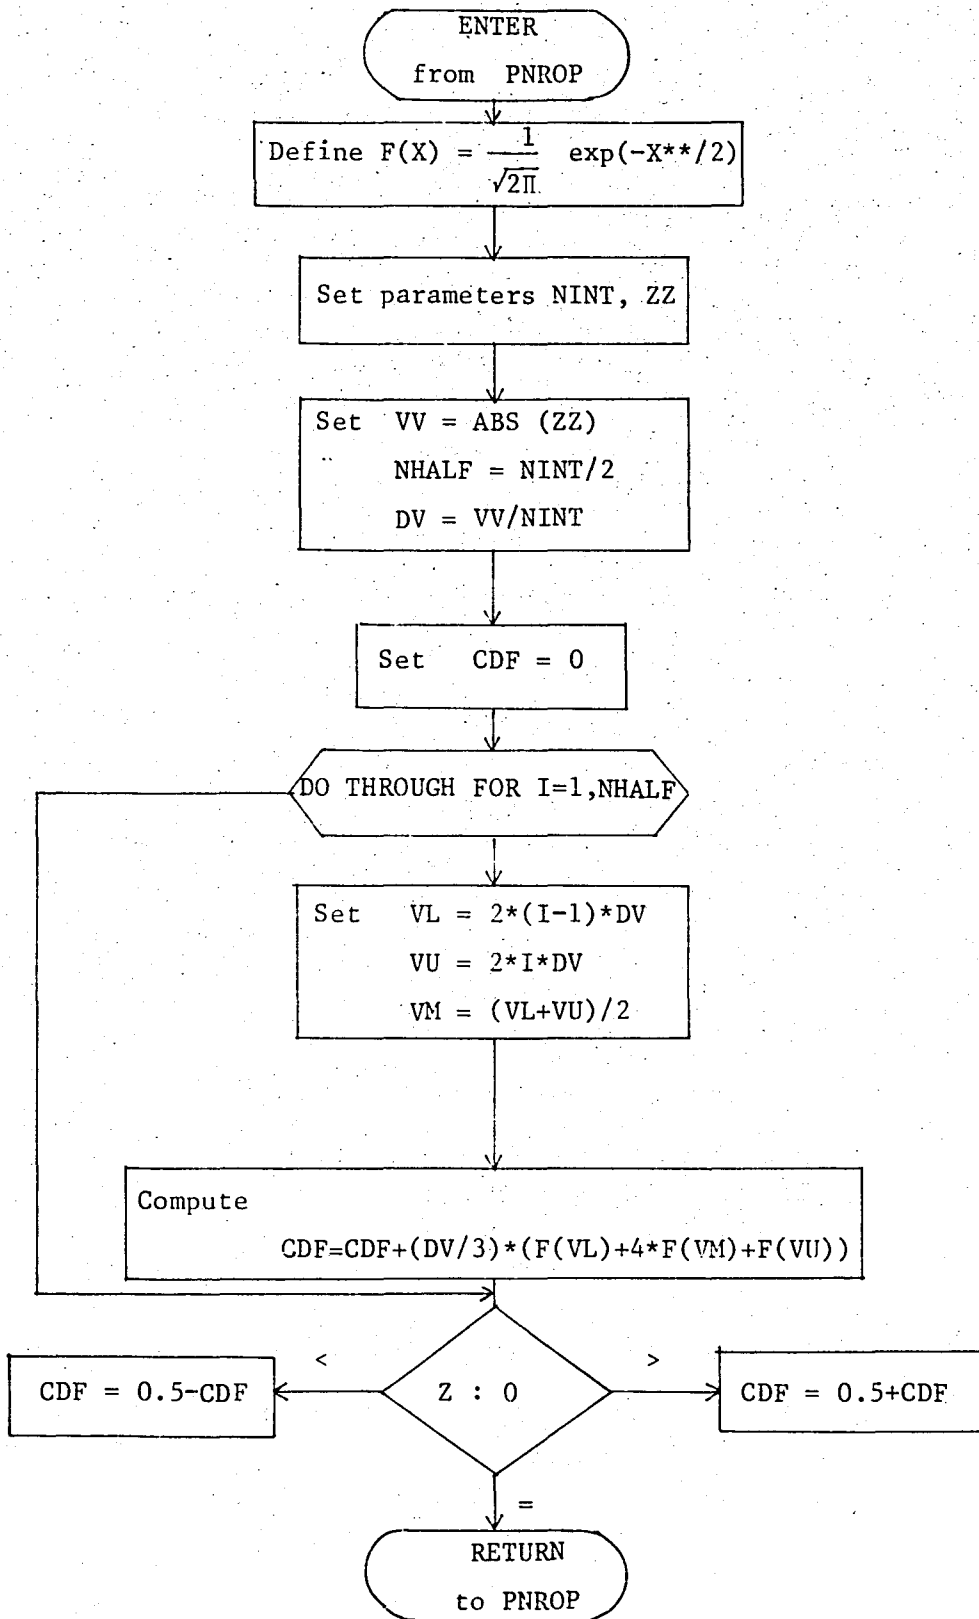 ENTER
from PNROP
Define F(X) = 1/√2Π exp(-X**/2)
Set parameters NINT, ZZ
Set VV = ABS (ZZ)
NHALF = NINT/2
DV = VV/NINT
Set CDF = 0
DO THROUGH FOR I=1,NHALF
Set VL = 2*(I-1)*DV
VU = 2*I*DV
VM = (VL+VU)/2
Compute
CDF=CDF+(DV/3)*(F(VL)+4*F(VM)+F(VU))
< >
CDF = 0.5-CDF Z : 0 CDF = 0.5+CDF
=
RETURN
to PNROP